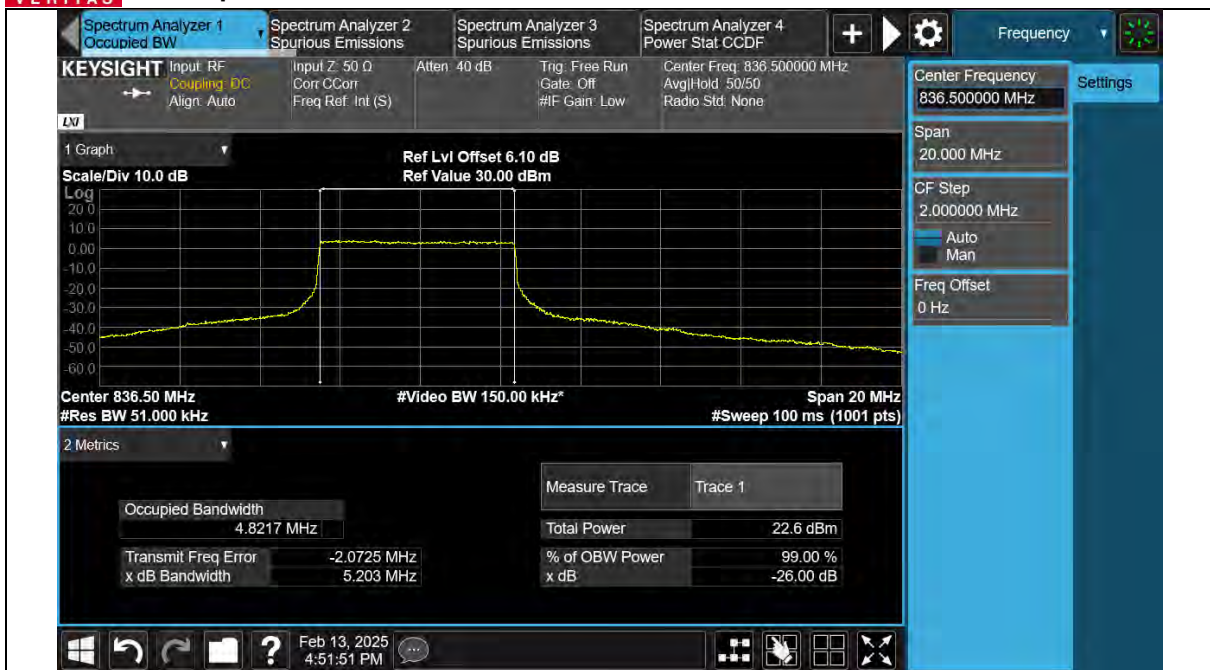 VERITAS
Spectrum Analyzer 1
Occupied BW
Spectrum Analyzer 2
Spurious Emissions
Spectrum Analyzer 3
Spurious Emissions
Spectrum Analyzer 4
Power Stat CCDF
+
Frequency
KEYSIGHT
Input: RF
Coupling: DC
Align: Auto
Input Z: 50 Ω
Corr CCorr
Freq Ref: Int (S)
Atten: 40 dB
Trig: Free Run
Gate: Off
#IF Gain: Low
Center Freq: 836.500000 MHz
Avg|Hold: 50/50
Radio Std: None
LXI
Center Frequency
836.500000 MHz
Settings
Span
20.000 MHz
CF Step
2.000000 MHz
Auto
Man
Freq Offset
0 Hz
1 Graph
Scale/Div 10.0 dB
Ref Lvl Offset 6.10 dB
Ref Value 30.00 dBm
Log
20.0
10.0
0.00
-10.0
-20.0
-30.0
-40.0
-50.0
-60.0
Center 836.50 MHz
#Res BW 51.000 kHz
#Video BW 150.00 kHz*
Span 20 MHz
#Sweep 100 ms (1001 pts)
2 Metrics
Measure Trace
Trace 1
Occupied Bandwidth
4.8217 MHz
Total Power
22.6 dBm
Transmit Freq Error
-2.0725 MHz
% of OBW Power
99.00 %
x dB Bandwidth
5.203 MHz
x dB
-26.00 dB
?
Feb 13, 2025
4:51:51 PM